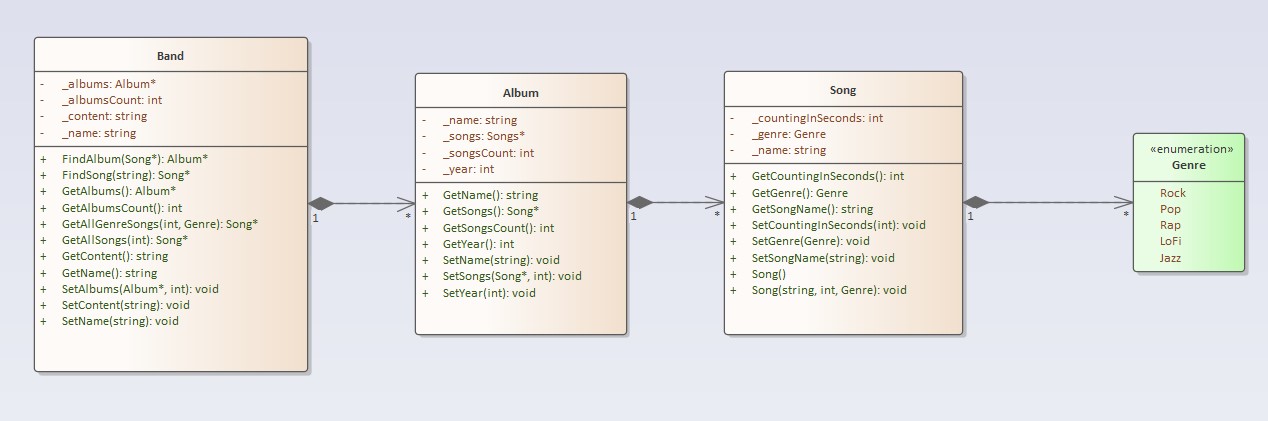 Band
- _albums: Album*
- _albumsCount: int
- _content: string
- _name: string
+ FindAlbum(Song*): Album*
+ FindSong(string): Song*
+ GetAlbums(): Album*
+ GetAlbumsCount(): int
+ GetAllGenreSongs(int, Genre): Song*
+ GetAllSongs(int): Song*
+ GetContent(): string
+ GetName(): string
+ SetAlbums(Album*, int): void
+ SetContent(string): void
+ SetName(string): void
1
*
Album
- _name: string
- _songs: Songs*
- _songsCount: int
- _year: int
+ GetName(): string
+ GetSongs(): Song*
+ GetSongsCount(): int
+ GetYear(): int
+ SetName(string): void
+ SetSongs(Song*, int): void
+ SetYear(int): void
1
*
Song
- _countingInSeconds: int
- _genre: Genre
- _name: string
+ GetCountingInSeconds(): int
+ GetGenre(): Genre
+ GetSongName(): string
+ SetCountingInSeconds(int): void
+ SetGenre(Genre): void
+ SetSongName(string): void
+ Song()
+ Song(string, int, Genre): void
1
*
«enumeration»
Genre
Rock
Pop
Rap
LoFi
Jazz